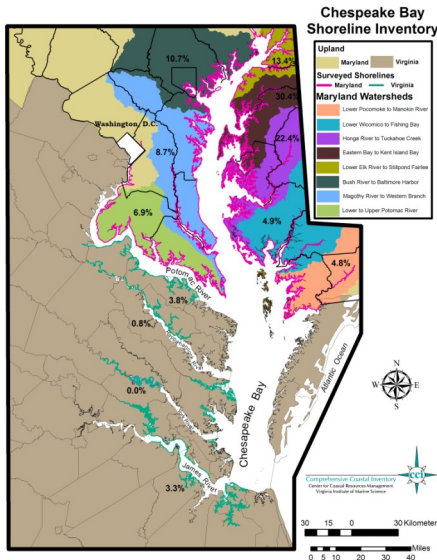 Chespeake Bay
Shoreline Inventory
Upland
Maryland Virginia
Surveyed Shorelines
Maryland Virginia
Maryland Watersheds
Lower Pocomoke to Manokin River
Lower Wicomico to Fishing Bay
Honga River to Tuckahoe Creek
Eastern Bay to Kent Island Bay
Lower Elk River to Stillpond Fairlee
Bush River to Baltimore Harbor
Magothy River to Western Branch
Lower to Upper Potomac River
10.7%
13.4%
30.4%
Washington, D.C.
22.4%
8.7%
6.9%
4.9%
4.8%
Potomac River
3.8%
0.8%
0.0%
3.3%
James River
Chesapeake Bay
Atlantic Ocean
N
W E
S
cci
Comprehensive Coastal Inventory
Center for Coastal Resources Management
Virginia Institute of Marine Science
30 15 0 30 Kilometer
Miles
0 5 10 20 30 40